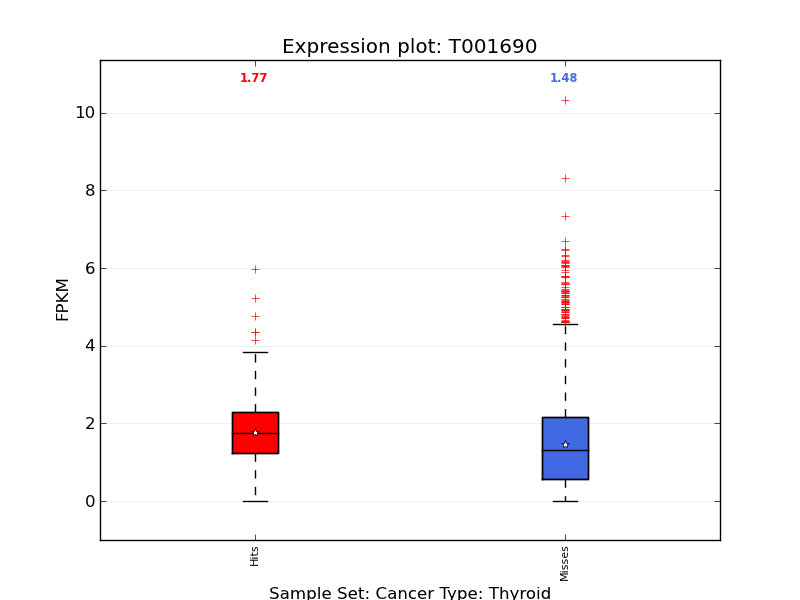 Expression plot: T001690
1.77
1.48
10
8
6
4
2
0
FPKM
Hits
Misses
Sample Set: Cancer Type: Thyroid